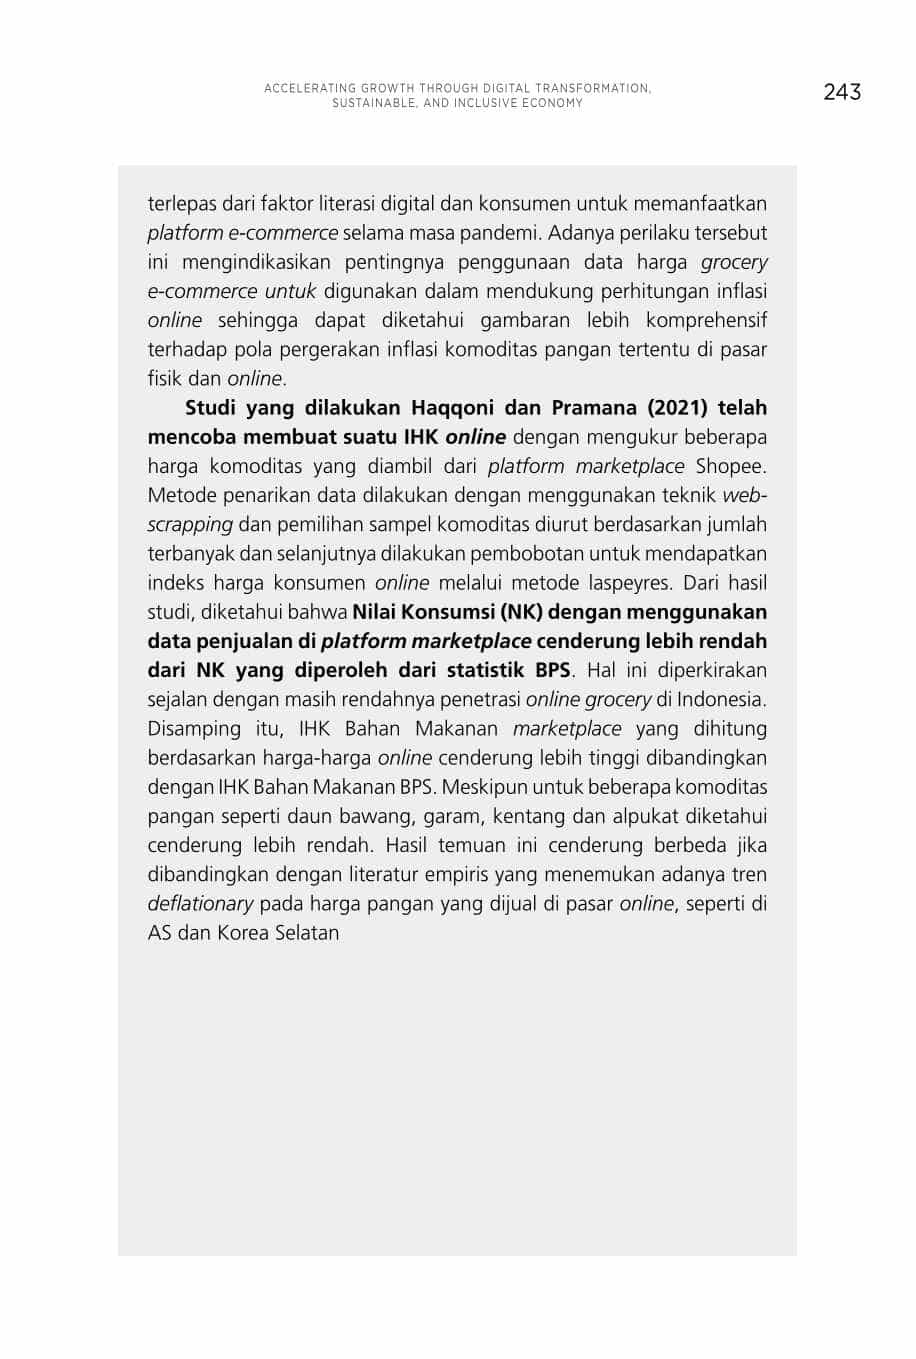 ACCELERATING GROWTH THROUGH DIGITAL TRANSFORMATION,
SUSTAINABLE, AND INCLUSIVE ECONOMY
243
terlepas dari faktor literasi digital dan konsumen untuk memanfaatkan
platform e-commerce selama masa pandemi. Adanya perilaku tersebut
ini mengindikasikan pentingnya penggunaan data harga grocery
e-commerce untuk digunakan dalam mendukung perhitungan inflasi
online sehingga dapat diketahui gambaran lebih komprehensif
terhadap pola pergerakan inflasi komoditas pangan tertentu di pasar
fisik dan online.
Studi yang dilakukan Haqqoni dan Pramana (2021) telah
mencoba membuat suatu IHK online dengan mengukur beberapa
harga komoditas yang diambil dari platform marketplace Shopee.
Metode penarikan data dilakukan dengan menggunakan teknik web-
scrapping dan pemilihan sampel komoditas diurut berdasarkan jumlah
terbanyak dan selanjutnya dilakukan pembobotan untuk mendapatkan
indeks harga konsumen online melalui metode laspeyres. Dari hasil
studi, diketahui bahwa Nilai Konsumsi (NK) dengan menggunakan
data penjualan di platform marketplace cenderung lebih rendah
dari NK yang diperoleh dari statistik BPS. Hal ini diperkirakan
sejalan dengan masih rendahnya penetrasi online grocery di Indonesia.
Disamping itu, IHK Bahan Makanan marketplace yang dihitung
berdasarkan harga-harga online cenderung lebih tinggi dibandingkan
dengan IHK Bahan Makanan BPS. Meskipun untuk beberapa komoditas
pangan seperti daun bawang, garam, kentang dan alpukat diketahui
cenderung lebih rendah. Hasil temuan ini cenderung berbeda jika
dibandingkan dengan literatur empiris yang menemukan adanya tren
deflationary pada harga pangan yang dijual di pasar online, seperti di
AS dan Korea Selatan